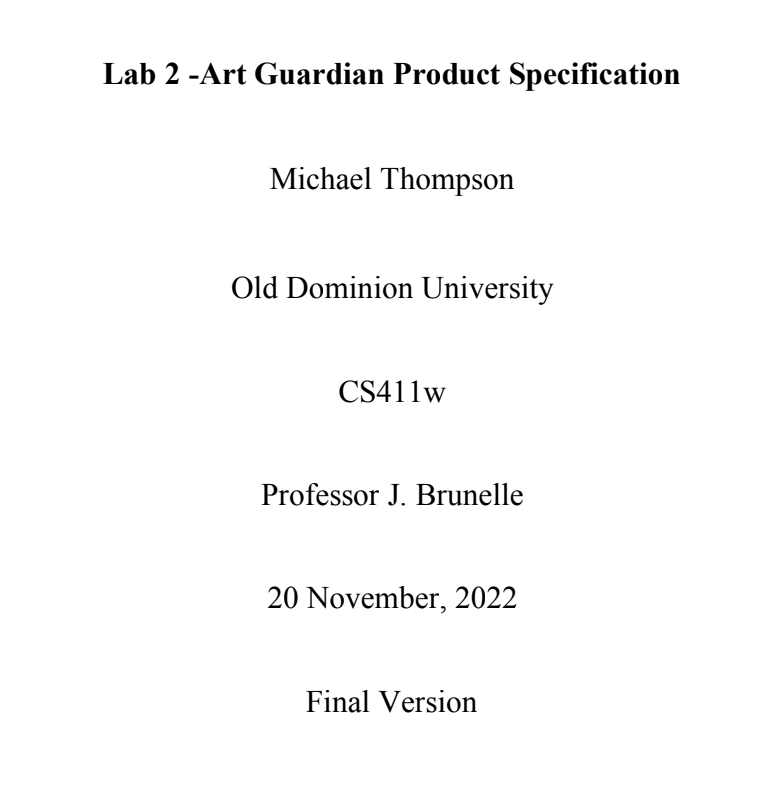 Lab 2 -Art Guardian Product Specification
Michael Thompson
Old Dominion University
CS411w
Professor J. Brunelle
20 November, 2022
Final Version